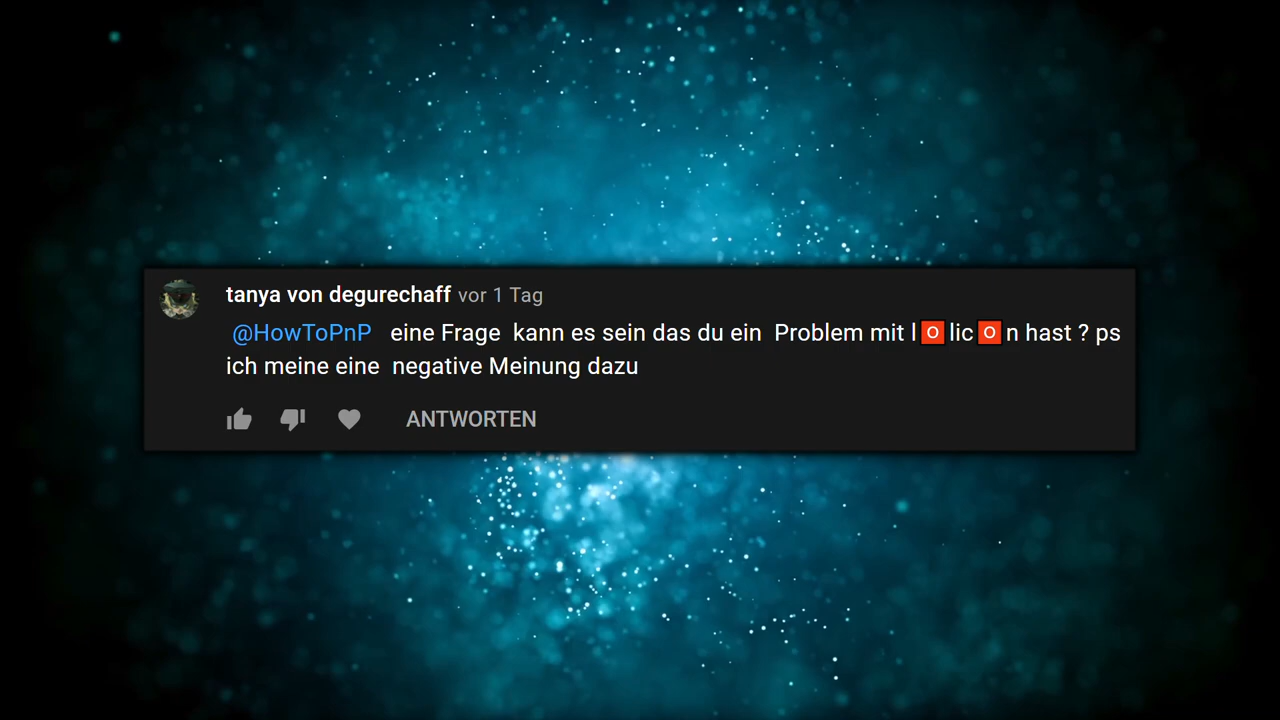 tanya von degurechaff vor 1 Tag
@HowToPnP eine Frage kann es sein das du ein Problem mit l🅾lic🅾n hast ? ps
ich meine eine negative Meinung dazu
ANTWORTEN